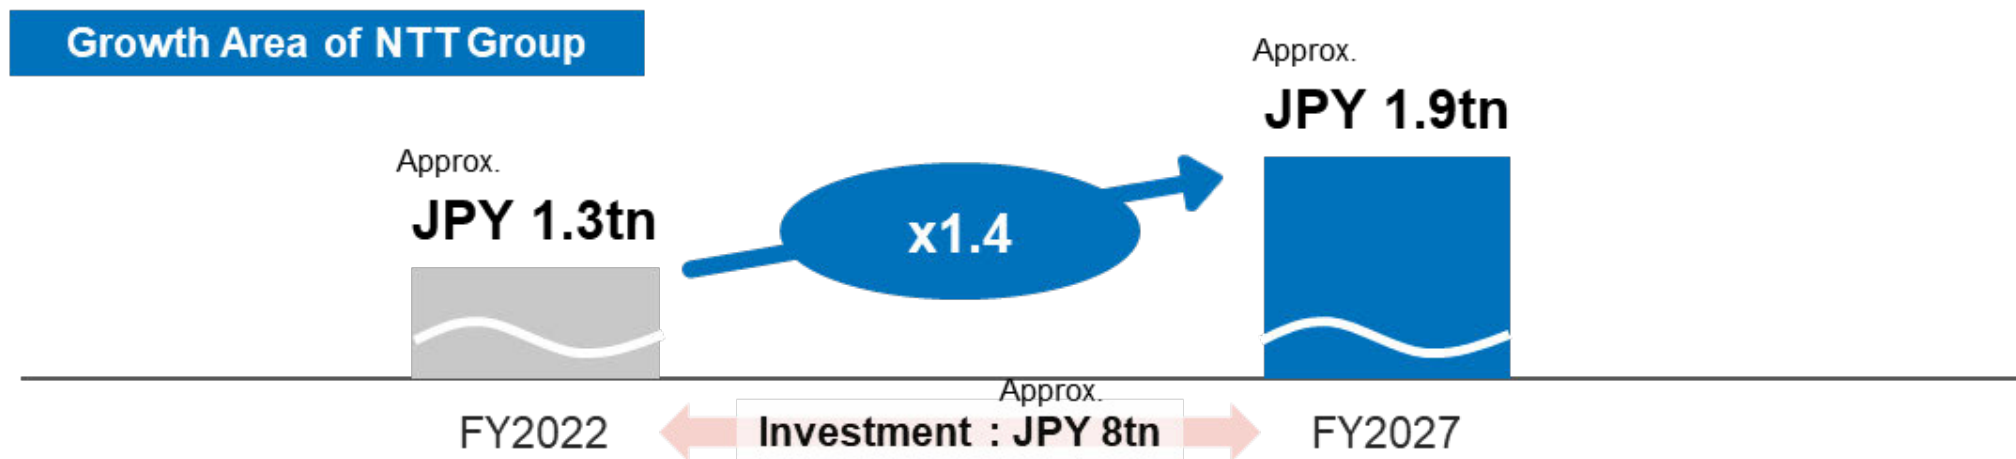 Growth Area of NTT Group
Approx.
JPY 1.9tn
Approx.
JPY 1.3tn
x1.4
Approx.
FY2022
Investment : JPY 8tn
FY2027